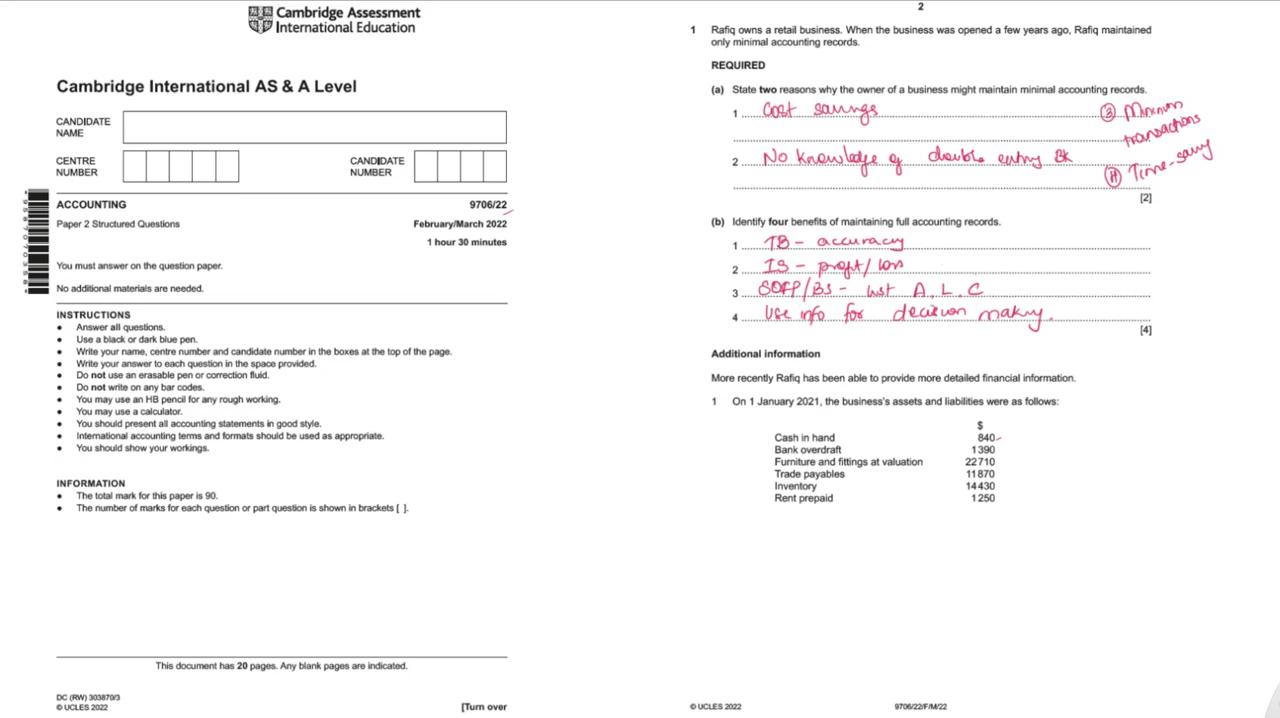 Cambridge Assessment
International Education
Cambridge International AS & A Level
CANDIDATE
NAME
CENTRE
NUMBER
CANDIDATE
NUMBER
ACCOUNTING 9706/22
Paper 2 Structured Questions February/March 2022
1 hour 30 minutes
You must answer on the question paper.
No additional materials are needed.
INSTRUCTIONS
• Answer all questions.
• Use a black or dark blue pen.
• Write your name, centre number and candidate number in the boxes at the top of the page.
• Write your answer to each question in the space provided.
• Do not use an erasable pen or correction fluid.
• Do not write on any bar codes.
• You may use an HB pencil for any rough working.
• You may use a calculator.
• You should present all accounting statements in good style.
• International accounting terms and formats should be used as appropriate.
• You should show your workings.
INFORMATION
• The total mark for this paper is 90.
• The number of marks for each question or part question is shown in brackets [ ].
This document has 20 pages. Any blank pages are indicated.
DC (RW) 303870/3
© UCLES 2022
[Turn over
2
1 Rafiq owns a retail business. When the business was opened a few years ago, Rafiq maintained
only minimal accounting records.
REQUIRED
(a) State two reasons why the owner of a business might maintain minimal accounting records.
1 Cost savings
③ Minimum
transactions
2 No knowledge of double entry Bk
④ Time-savy
[2]
(b) Identify four benefits of maintaining full accounting records.
1 TB – accuracy
2 IS – profit/loss
3 SOFP/BS – list A, L, C
4 Use info for decision making.
[4]
Additional information
More recently Rafiq has been able to provide more detailed financial information.
1 On 1 January 2021, the business's assets and liabilities were as follows:
$
Cash in hand 840
Bank overdraft 1390
Furniture and fittings at valuation 22710
Trade payables 11870
Inventory 14430
Rent prepaid 1250
© UCLES 2022
9706/22/F/M/22